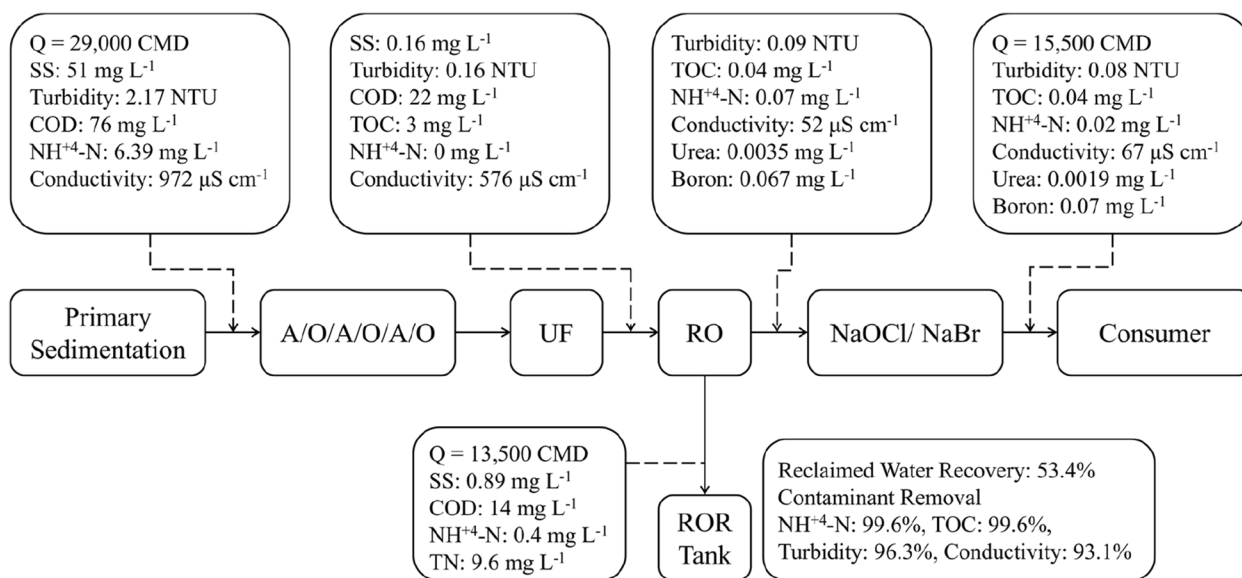 Q = 29,000 CMD
SS: 51 mg L⁻¹
Turbidity: 2.17 NTU
COD: 76 mg L⁻¹
NH⁺⁴-N: 6.39 mg L⁻¹
Conductivity: 972 µS cm⁻¹
SS: 0.16 mg L⁻¹
Turbidity: 0.16 NTU
COD: 22 mg L⁻¹
TOC: 3 mg L⁻¹
NH⁺⁴-N: 0 mg L⁻¹
Conductivity: 576 µS cm⁻¹
Turbidity: 0.09 NTU
TOC: 0.04 mg L⁻¹
NH⁺⁴-N: 0.07 mg L⁻¹
Conductivity: 52 µS cm⁻¹
Urea: 0.0035 mg L⁻¹
Boron: 0.067 mg L⁻¹
Q = 15,500 CMD
Turbidity: 0.08 NTU
TOC: 0.04 mg L⁻¹
NH⁺⁴-N: 0.02 mg L⁻¹
Conductivity: 67 µS cm⁻¹
Urea: 0.0019 mg L⁻¹
Boron: 0.07 mg L⁻¹
Primary
Sedimentation
A/O/A/O/A/O
UF
RO
NaOCl/ NaBr
Consumer
Q = 13,500 CMD
SS: 0.89 mg L⁻¹
COD: 14 mg L⁻¹
NH⁺⁴-N: 0.4 mg L⁻¹
TN: 9.6 mg L⁻¹
ROR
Tank
Reclaimed Water Recovery: 53.4%
Contaminant Removal
NH⁺⁴-N: 99.6%, TOC: 99.6%,
Turbidity: 96.3%, Conductivity: 93.1%